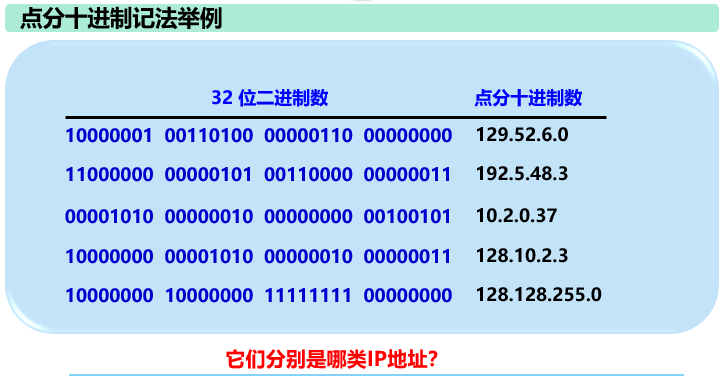 点分十进制记法举例
32 位二进制数 点分十进制数
10000001 00110100 00000110 00000000 129.52.6.0
11000000 00000101 00110000 00000011 192.5.48.3
00001010 00000010 00000000 00100101 10.2.0.37
10000000 00001010 00000010 00000011 128.10.2.3
10000000 10000000 11111111 00000000 128.128.255.0
它们分别是哪类IP地址?